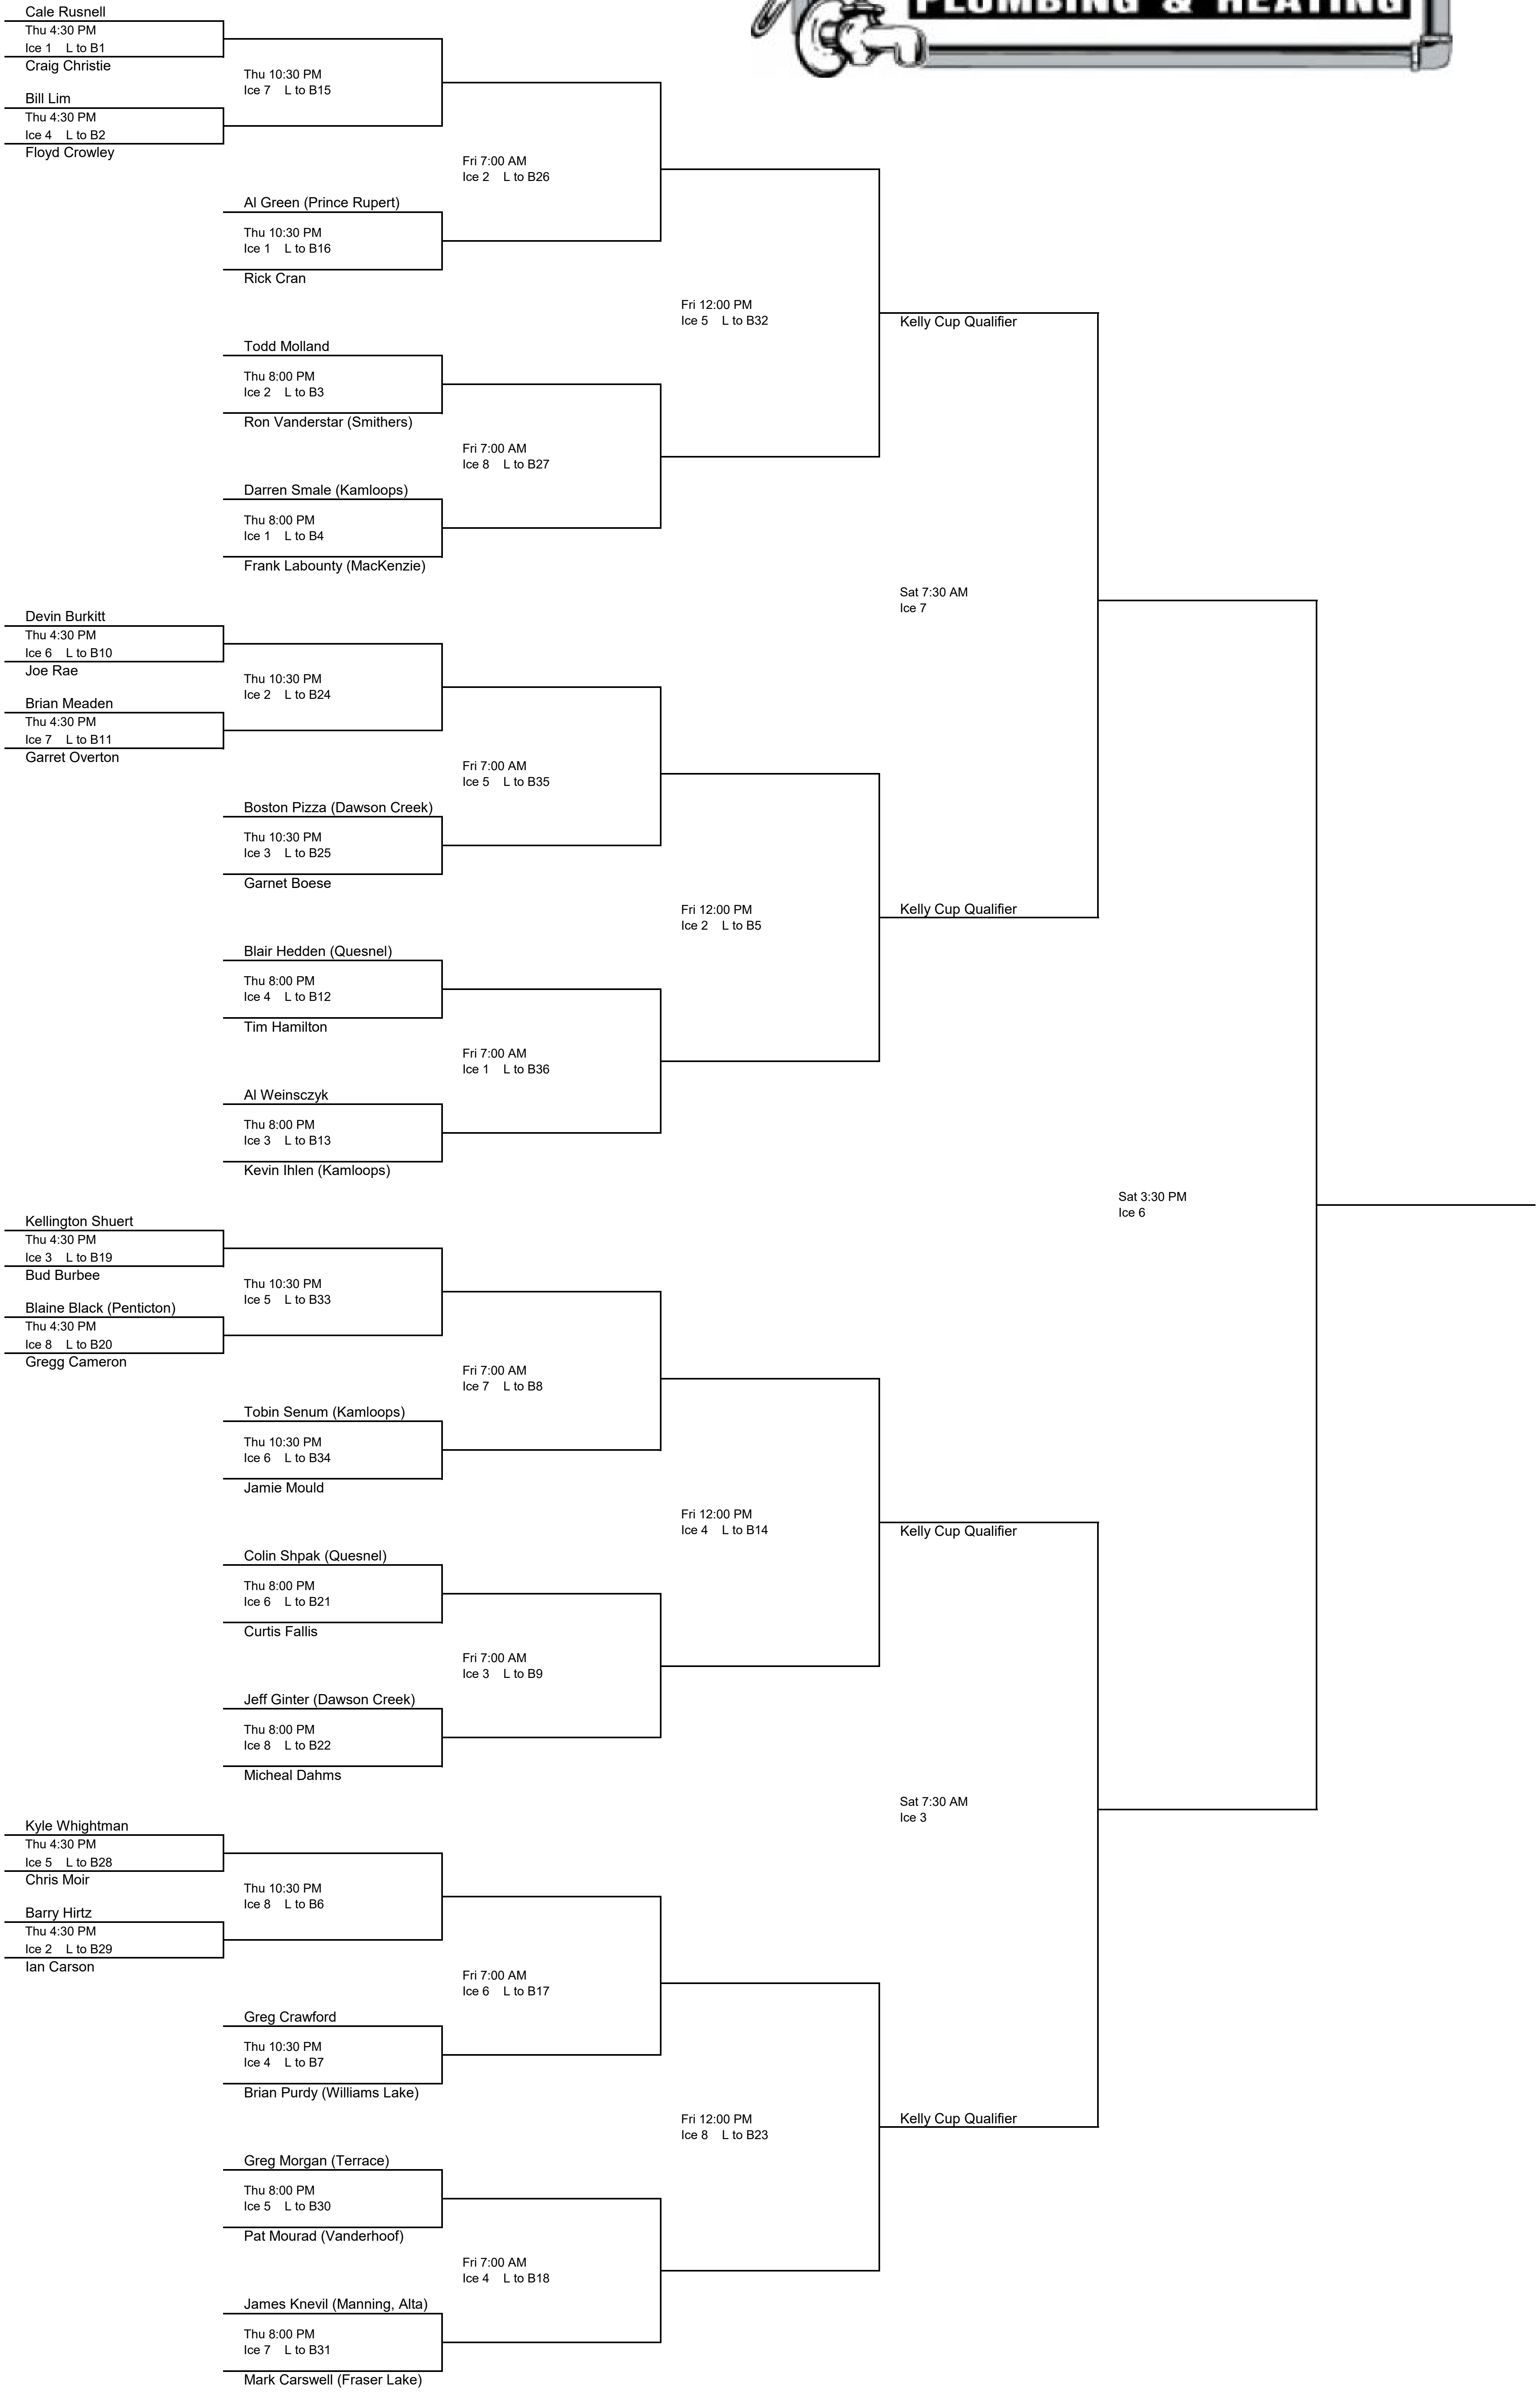 PLUMBING & HEATING
Cale Rusnell
Thu 4:30 PM
Ice 1 L to B1
Craig Christie
Thu 10:30 PM
Ice 7 L to B15
Bill Lim
Thu 4:30 PM
Ice 4 L to B2
Floyd Crowley
Fri 7:00 AM
Ice 2 L to B26
Al Green (Prince Rupert)
Thu 10:30 PM
Ice 1 L to B16
Rick Cran
Fri 12:00 PM
Ice 5 L to B32
Kelly Cup Qualifier
Todd Molland
Thu 8:00 PM
Ice 2 L to B3
Ron Vanderstar (Smithers)
Fri 7:00 AM
Ice 8 L to B27
Darren Smale (Kamloops)
Thu 8:00 PM
Ice 1 L to B4
Frank Labounty (MacKenzie)
Sat 7:30 AM
Ice 7
Devin Burkitt
Thu 4:30 PM
Ice 6 L to B10
Joe Rae
Thu 10:30 PM
Ice 2 L to B24
Brian Meaden
Thu 4:30 PM
Ice 7 L to B11
Garret Overton
Fri 7:00 AM
Ice 5 L to B35
Boston Pizza (Dawson Creek)
Thu 10:30 PM
Ice 3 L to B25
Garnet Boese
Fri 12:00 PM
Ice 2 L to B5
Kelly Cup Qualifier
Blair Hedden (Quesnel)
Thu 8:00 PM
Ice 4 L to B12
Tim Hamilton
Fri 7:00 AM
Ice 1 L to B36
Al Weinsczyk
Thu 8:00 PM
Ice 3 L to B13
Kevin Ihlen (Kamloops)
Sat 3:30 PM
Ice 6
Kellington Shuert
Thu 4:30 PM
Ice 3 L to B19
Bud Burbee
Thu 10:30 PM
Ice 5 L to B33
Blaine Black (Penticton)
Thu 4:30 PM
Ice 8 L to B20
Gregg Cameron
Fri 7:00 AM
Ice 7 L to B8
Tobin Senum (Kamloops)
Thu 10:30 PM
Ice 6 L to B34
Jamie Mould
Fri 12:00 PM
Ice 4 L to B14
Kelly Cup Qualifier
Colin Shpak (Quesnel)
Thu 8:00 PM
Ice 6 L to B21
Curtis Fallis
Fri 7:00 AM
Ice 3 L to B9
Jeff Ginter (Dawson Creek)
Thu 8:00 PM
Ice 8 L to B22
Micheal Dahms
Sat 7:30 AM
Ice 3
Kyle Whightman
Thu 4:30 PM
Ice 5 L to B28
Chris Moir
Thu 10:30 PM
Ice 8 L to B6
Barry Hirtz
Thu 4:30 PM
Ice 2 L to B29
Ian Carson
Fri 7:00 AM
Ice 6 L to B17
Greg Crawford
Thu 10:30 PM
Ice 4 L to B7
Brian Purdy (Williams Lake)
Fri 12:00 PM
Ice 8 L to B23
Kelly Cup Qualifier
Greg Morgan (Terrace)
Thu 8:00 PM
Ice 5 L to B30
Pat Mourad (Vanderhoof)
Fri 7:00 AM
Ice 4 L to B18
James Knevil (Manning, Alta)
Thu 8:00 PM
Ice 7 L to B31
Mark Carswell (Fraser Lake)